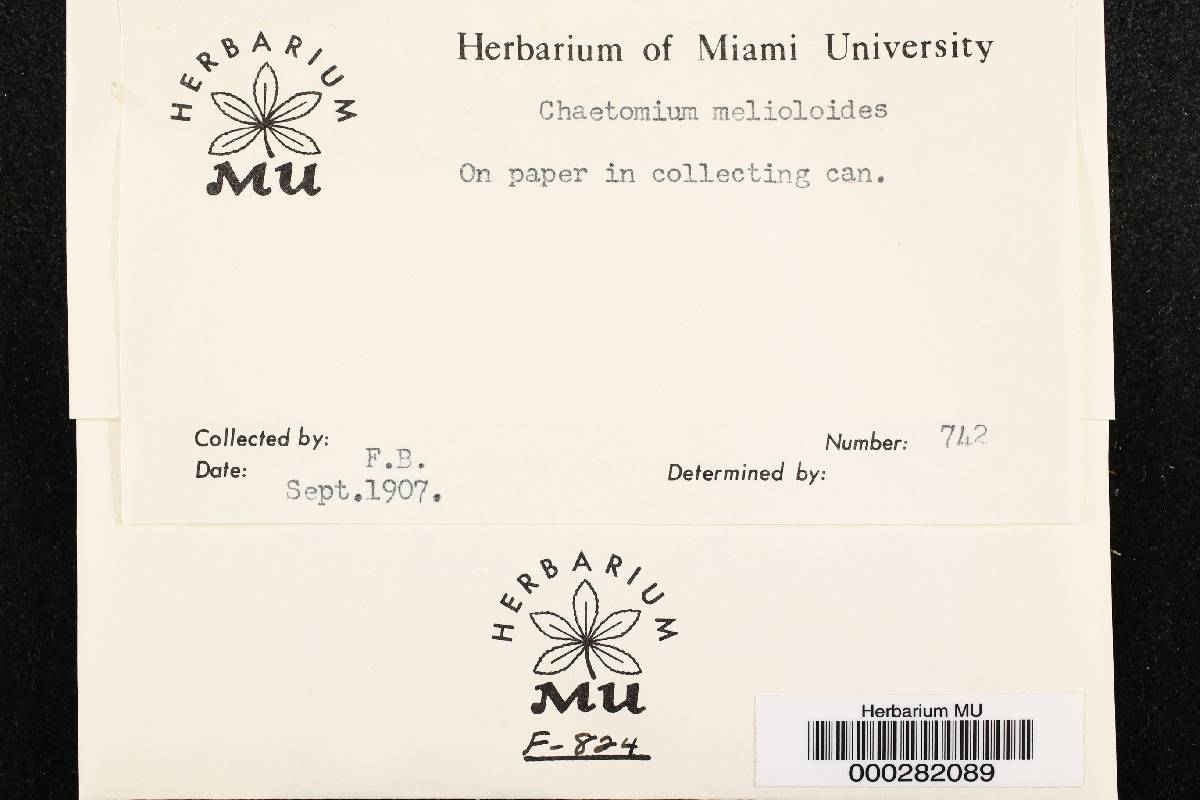 HERBARIUM
MU
Herbarium of Miami University
Chaetomium melioloides
On paper in collecting can.
Collected by: F.B.
Date: Sept.1907.
Number: 742
Determined by:
HERBARIUM
MU
F-824
Herbarium MU
000282089